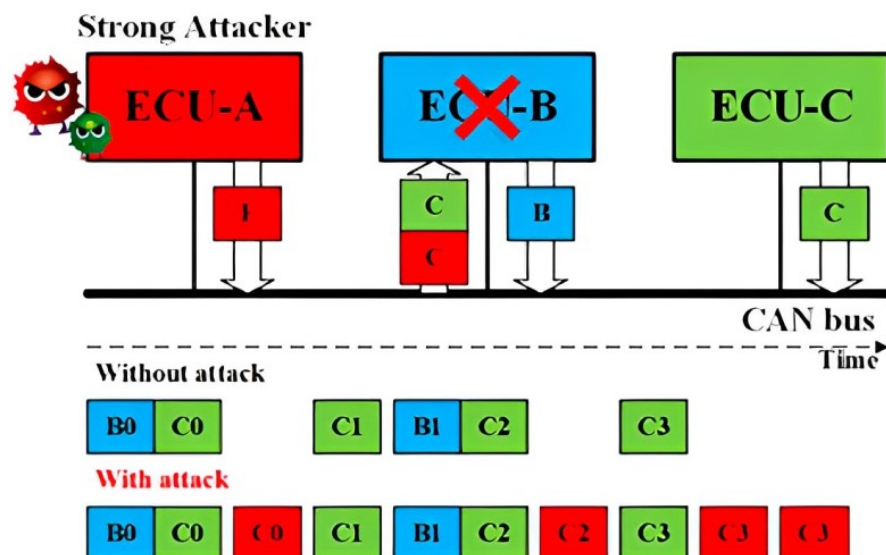 Strong Attacker
ECU-A ECU-B ECU-C
C B C
CAN bus
Time
Without attack
B0 C0 C1 B1 C2 C3
With attack
B0 C0 C0 C1 B1 C2 C2 C3 C3 C3